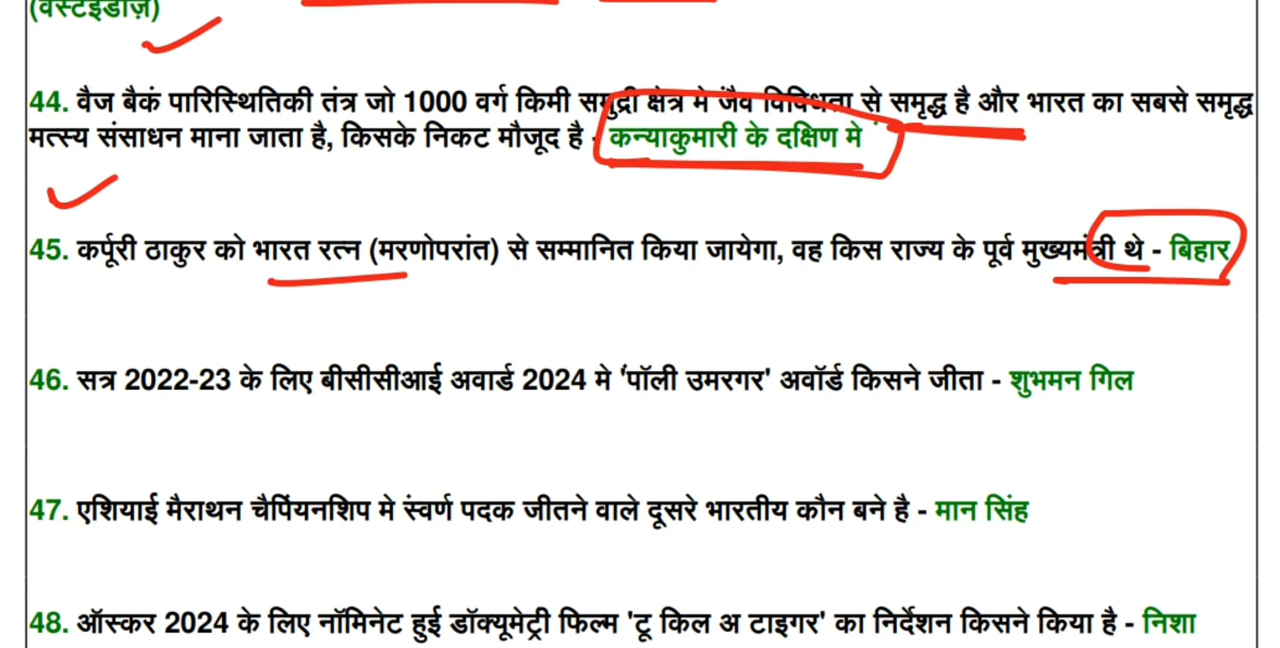 (वेस्टइंडीज़)
44. वैज बैकं पारिस्थितिकी तंत्र जो 1000 वर्ग किमी समुद्री क्षेत्र मे जैव विविधता से समृद्ध है और भारत का सबसे समृद्ध
मत्स्य संसाधन माना जाता है, किसके निकट मौजूद है - कन्याकुमारी के दक्षिण मे
45. कर्पूरी ठाकुर को भारत रत्न (मरणोपरांत) से सम्मानित किया जायेगा, वह किस राज्य के पूर्व मुख्यमंत्री थे - बिहार
46. सत्र 2022-23 के लिए बीसीसीआई अवार्ड 2024 मे 'पॉली उमरगर' अवॉर्ड किसने जीता - शुभमन गिल
47. एशियाई मैराथन चैपिंयनशिप मे स्वंर्ण पदक जीतने वाले दूसरे भारतीय कौन बने है - मान सिंह
48. ऑस्कर 2024 के लिए नॉमिनेट हुई डॉक्यूमेट्री फिल्म 'टू किल अ टाइगर' का निर्देशन किसने किया है - निशा